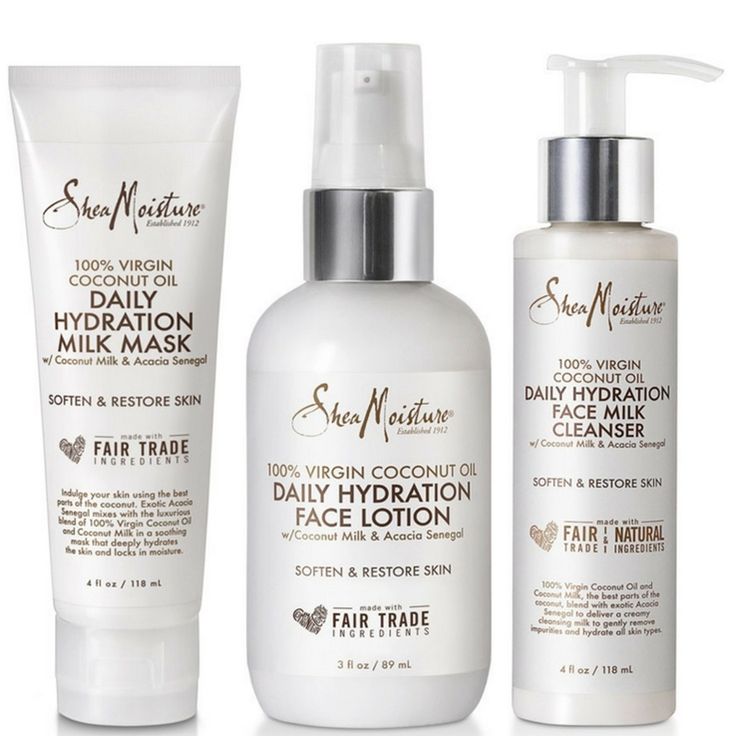 SheaMoisture®
Established 1912
100% VIRGIN
COCONUT OIL
DAILY
HYDRATION
MILK MASK
w/ Coconut Milk & Acacia Senegal
SOFTEN & RESTORE SKIN
made with
FAIR TRADE
INGREDIENTS
Indulge your skin using the best
parts of the coconut. Exotic Acacia
Senegal mixes with the luxurious
blend of 100% Virgin Coconut Oil
and Coconut Milk in a soothing
mask that deeply hydrates
the skin and locks in moisture.
4 fl oz / 118 mL
SheaMoisture®
Established 1912
100% VIRGIN COCONUT OIL
DAILY HYDRATION
FACE LOTION
w/Coconut Milk & Acacia Senegal
SOFTEN & RESTORE SKIN
made with
FAIR TRADE
INGREDIENTS
3 fl oz / 89 mL
SheaMoisture®
Established 1912
100% VIRGIN
COCONUT OIL
DAILY HYDRATION
FACE MILK
CLEANSER
w/ Coconut Milk & Acacia Senegal
SOFTEN & RESTORE SKIN
made with
FAIR & NATURAL
TRADE INGREDIENTS
100% Virgin Coconut Oil and
Coconut Milk, the best parts of the
coconut, blend with exotic Acacia
Senegal to deliver a creamy
cleansing milk to gently remove
impurities and hydrate all skin types.
4 fl oz / 118 mL